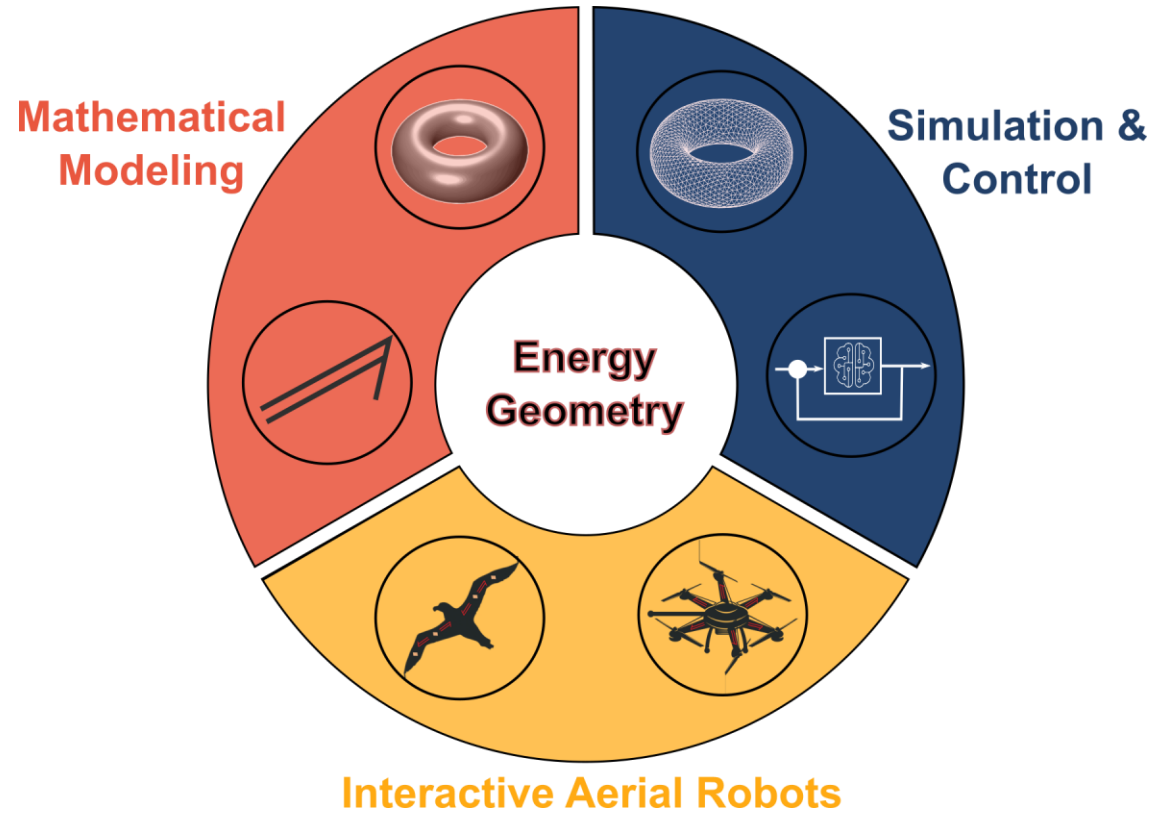 Mathematical
Modeling
Simulation &
Control
Energy
Geometry
Interactive Aerial Robots